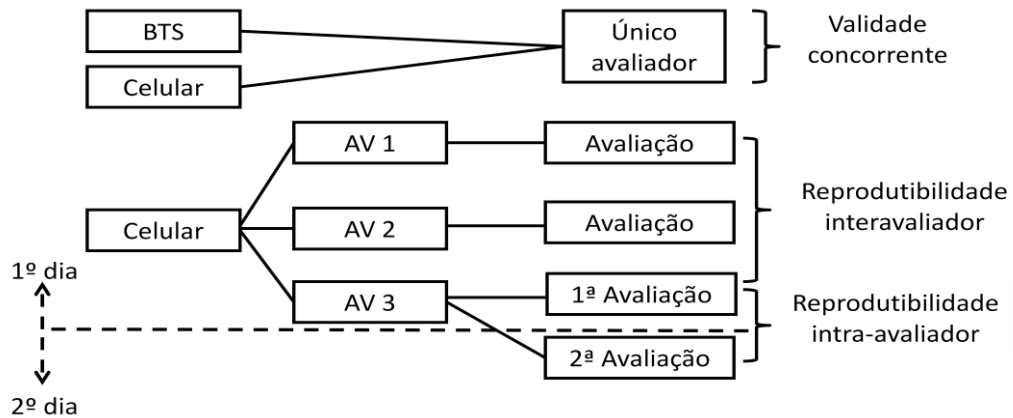 BTS
Celular
Único
avaliador
Validade
concorrente
Celular
AV 1
Avaliação
AV 2
Avaliação
AV 3
1ª Avaliação
2ª Avaliação
Reprodutibilidade
interavaliador
Reprodutibilidade
intra-avaliador
1º dia
2º dia